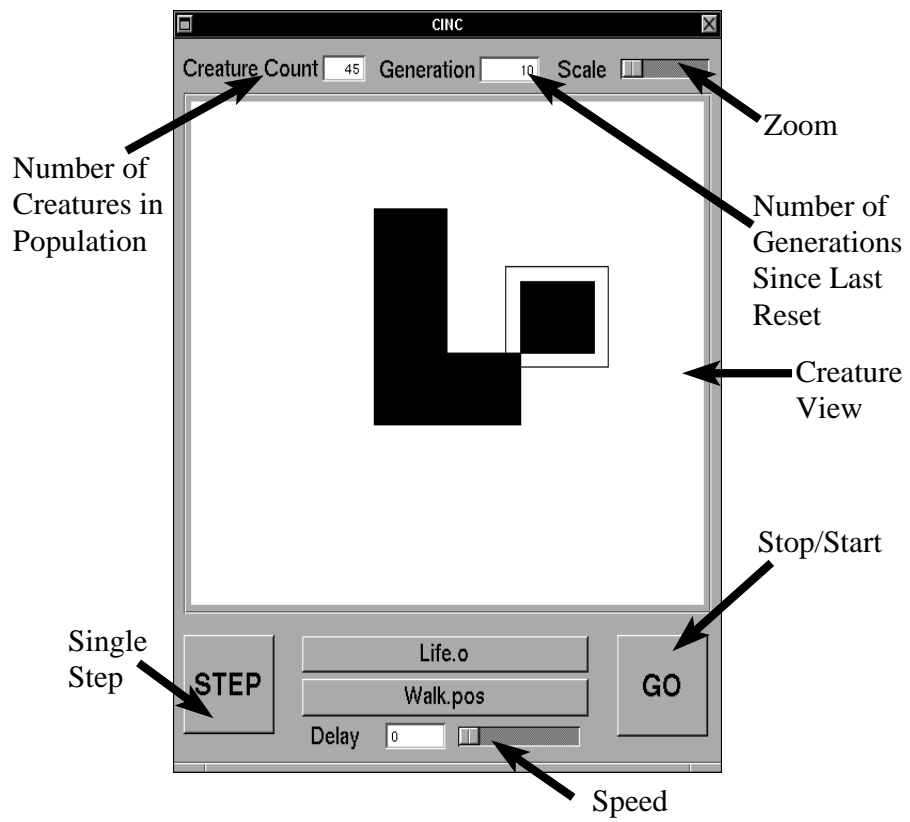 CINC
Creature Count 45 Generation 10 Scale
Zoom
Number of
Creatures in
Population
Number of
Generations
Since Last
Reset
Creature
View
Stop/Start
Single
Step
STEP
Life.o
Walk.pos
GO
Delay 0
Speed